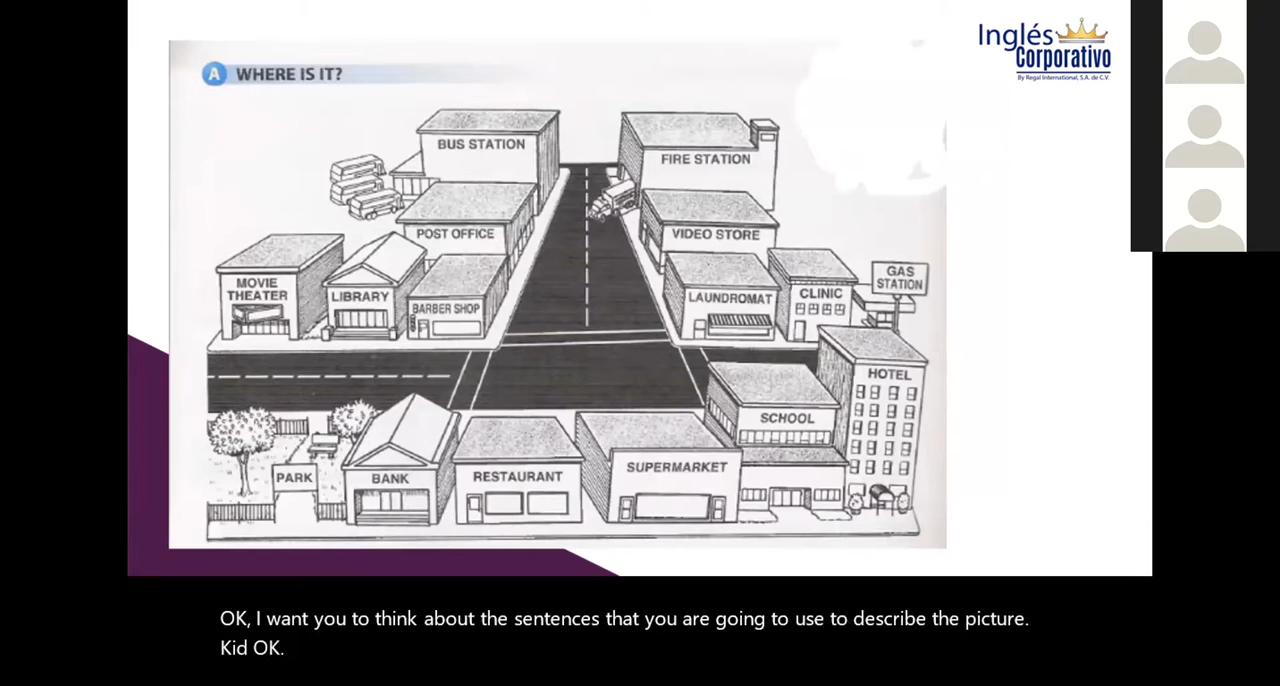 Inglés
Corporativo
By Regal International, S.A. de C.V.
A WHERE IS IT?
BUS STATION
FIRE STATION
POST OFFICE
VIDEO STORE
MOVIE
THEATER
LIBRARY
BARBER SHOP
LAUNDROMAT
CLINIC
GAS
STATION
HOTEL
SCHOOL
PARK
BANK
RESTAURANT
SUPERMARKET
OK, I want you to think about the sentences that you are going to use to describe the picture.
Kid OK.